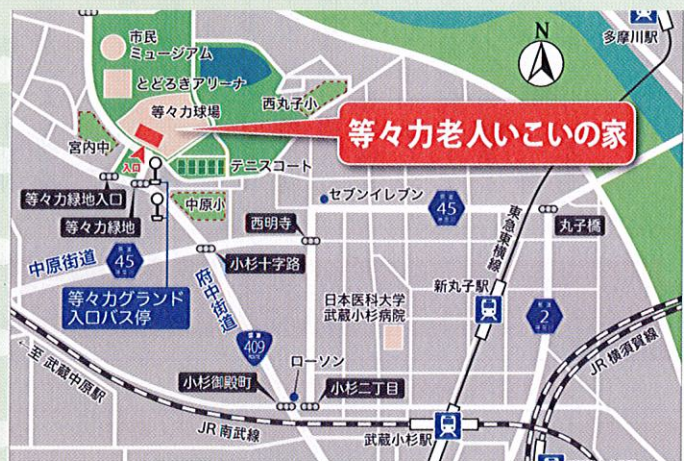 市民
ミュージアム
とどろきアリーナ
等々力球場
西丸子小
N
多摩川駅
等々力老人いこいの家
宮内中
入口
テニスコート
等々力緑地入口
等々力緑地
中原小
セブンイレブン
45
丸子橋
東急東横線
西明寺
中原街道
45
小杉十字路
府中街道
等々力グランド
入口バス停
新丸子駅
日本医科大学
武蔵小杉病院
2
国道
409
ROUTE
ローソン
JR 横須賀線
←至 武蔵中原駅
小杉御殿町
小杉二丁目
JR 南武線
武蔵小杉駅